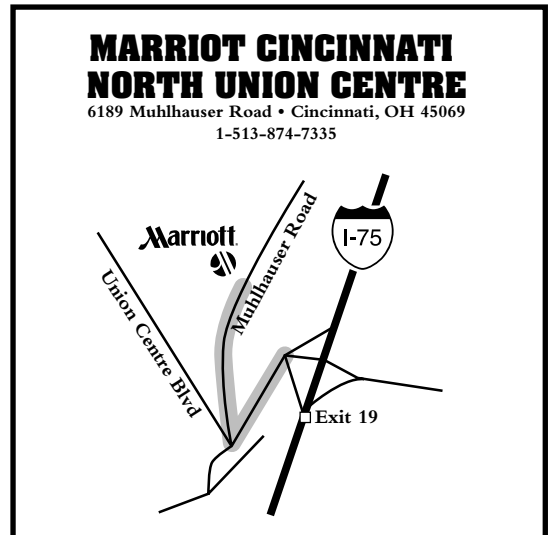 MARRIOT CINCINNATI
NORTH UNION CENTRE
6189 Muhlhauser Road • Cincinnati, OH 45069
1-513-874-7335
Marriott
Muhlhauser Road
I-75
Union Centre Blvd
Exit 19